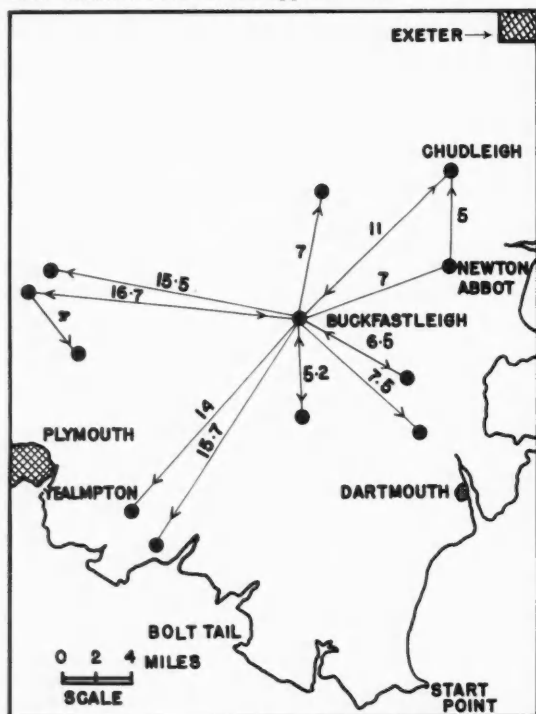 EXETER
CHUDLEIGH
7
11
5
NEWTON
ABBOT
7
15.5
16.7
BUCKFASTLEIGH
6.5
5.2
7.5
14
15.7
PLYMOUTH
YEALMPTON
DARTMOUTH
BOLT TAIL
0 2 4
MILES
SCALE
START
POINT